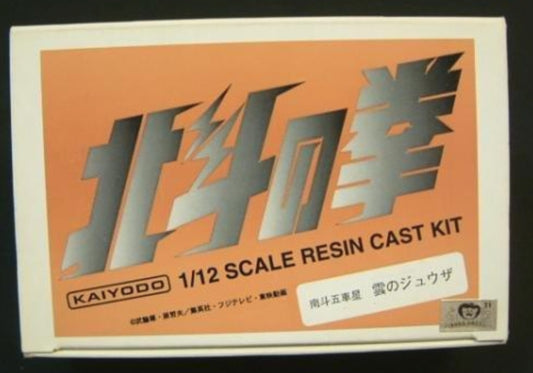 北斗の拳
1/12 SCALE RESIN CAST KIT
KAIYODO
©武論尊・原哲夫/集英社・フジテレビ・東映動画
南斗五車星 雲のジュウザ